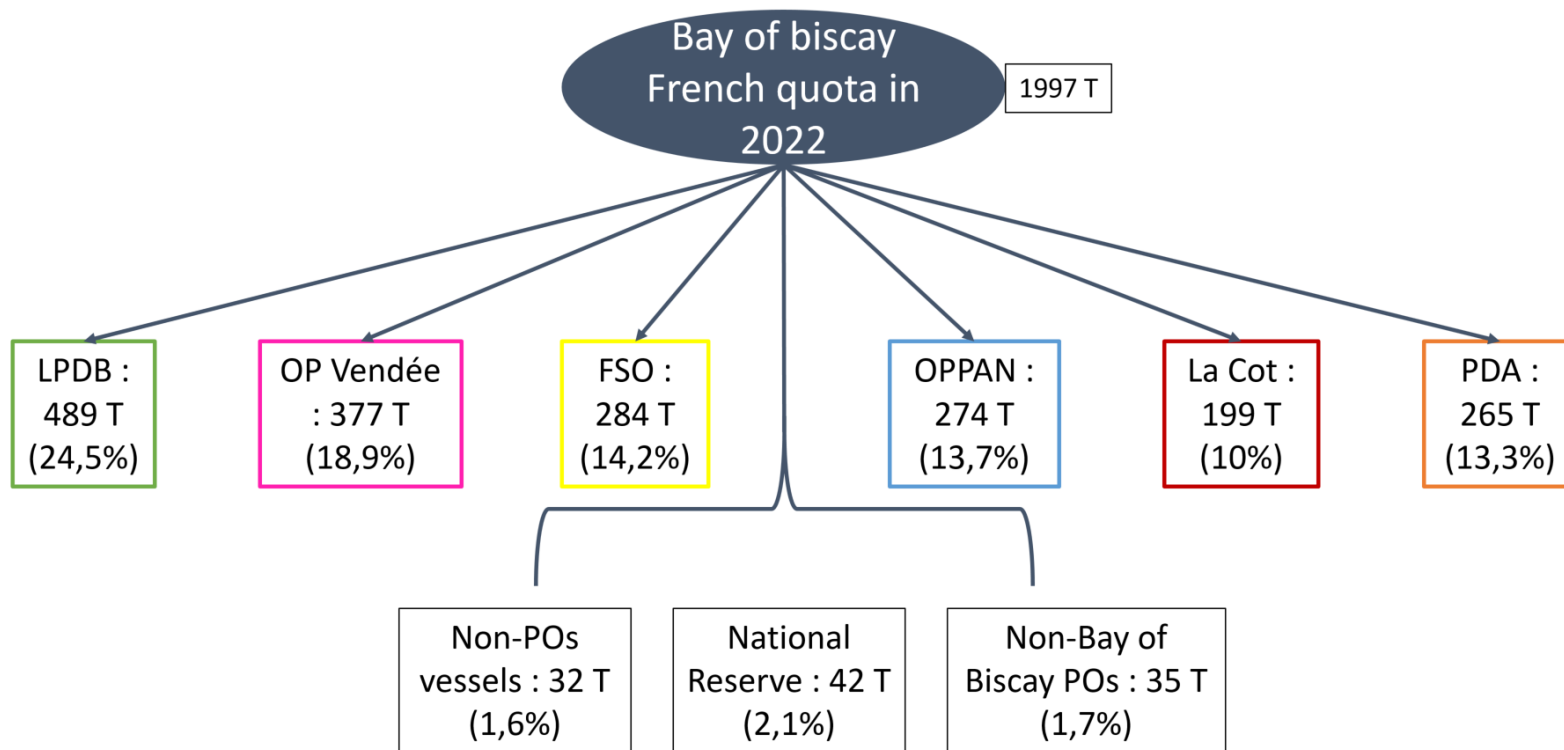 Bay of biscay
French quota in
2022
1997 T
LPDB :
489 T
(24,5%)
OP Vendée
: 377 T
(18,9%)
FSO :
284 T
(14,2%)
OPPAN :
274 T
(13,7%)
La Cot :
199 T
(10%)
PDA :
265 T
(13,3%)
Non-POs
vessels : 32 T
(1,6%)
National
Reserve : 42 T
(2,1%)
Non-Bay of
Biscay POs : 35 T
(1,7%)